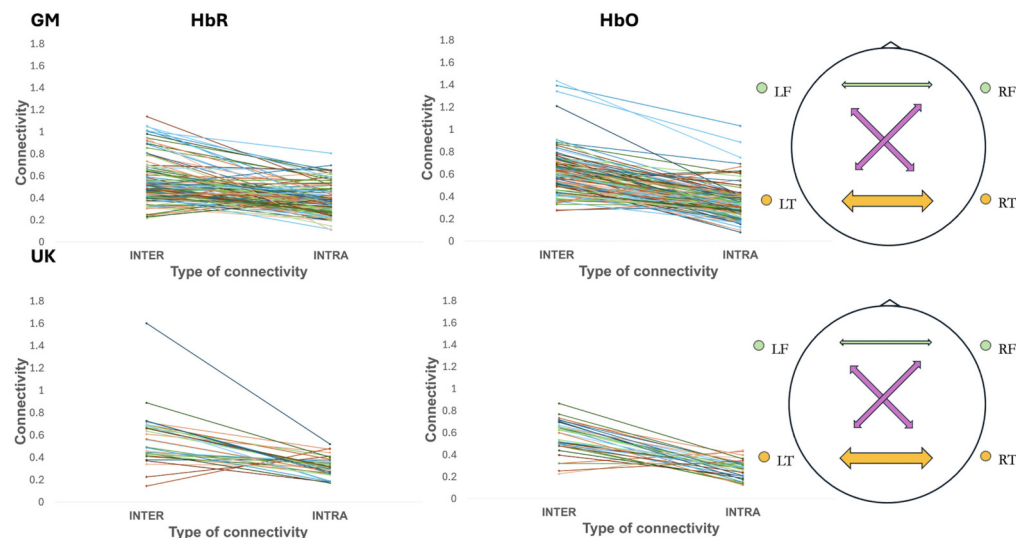 GM HbR HbO
1.8
1.6
1.4
1.2
1
0.8
0.6
0.4
0.2
0
Connectivity
INTER INTRA
Type of connectivity
1.8
1.6
1.4
1.2
1
0.8
0.6
0.4
0.2
0
Connectivity
INTER INTRA
Type of connectivity
LF RF
LT RT
UK
1.8
1.6
1.4
1.2
1
0.8
0.6
0.4
0.2
0
Connectivity
INTER INTRA
Type of connectivity
1.8
1.6
1.4
1.2
1
0.8
0.6
0.4
0.2
0
Connectivity
INTER INTRA
Type of connectivity
LF RF
LT RT